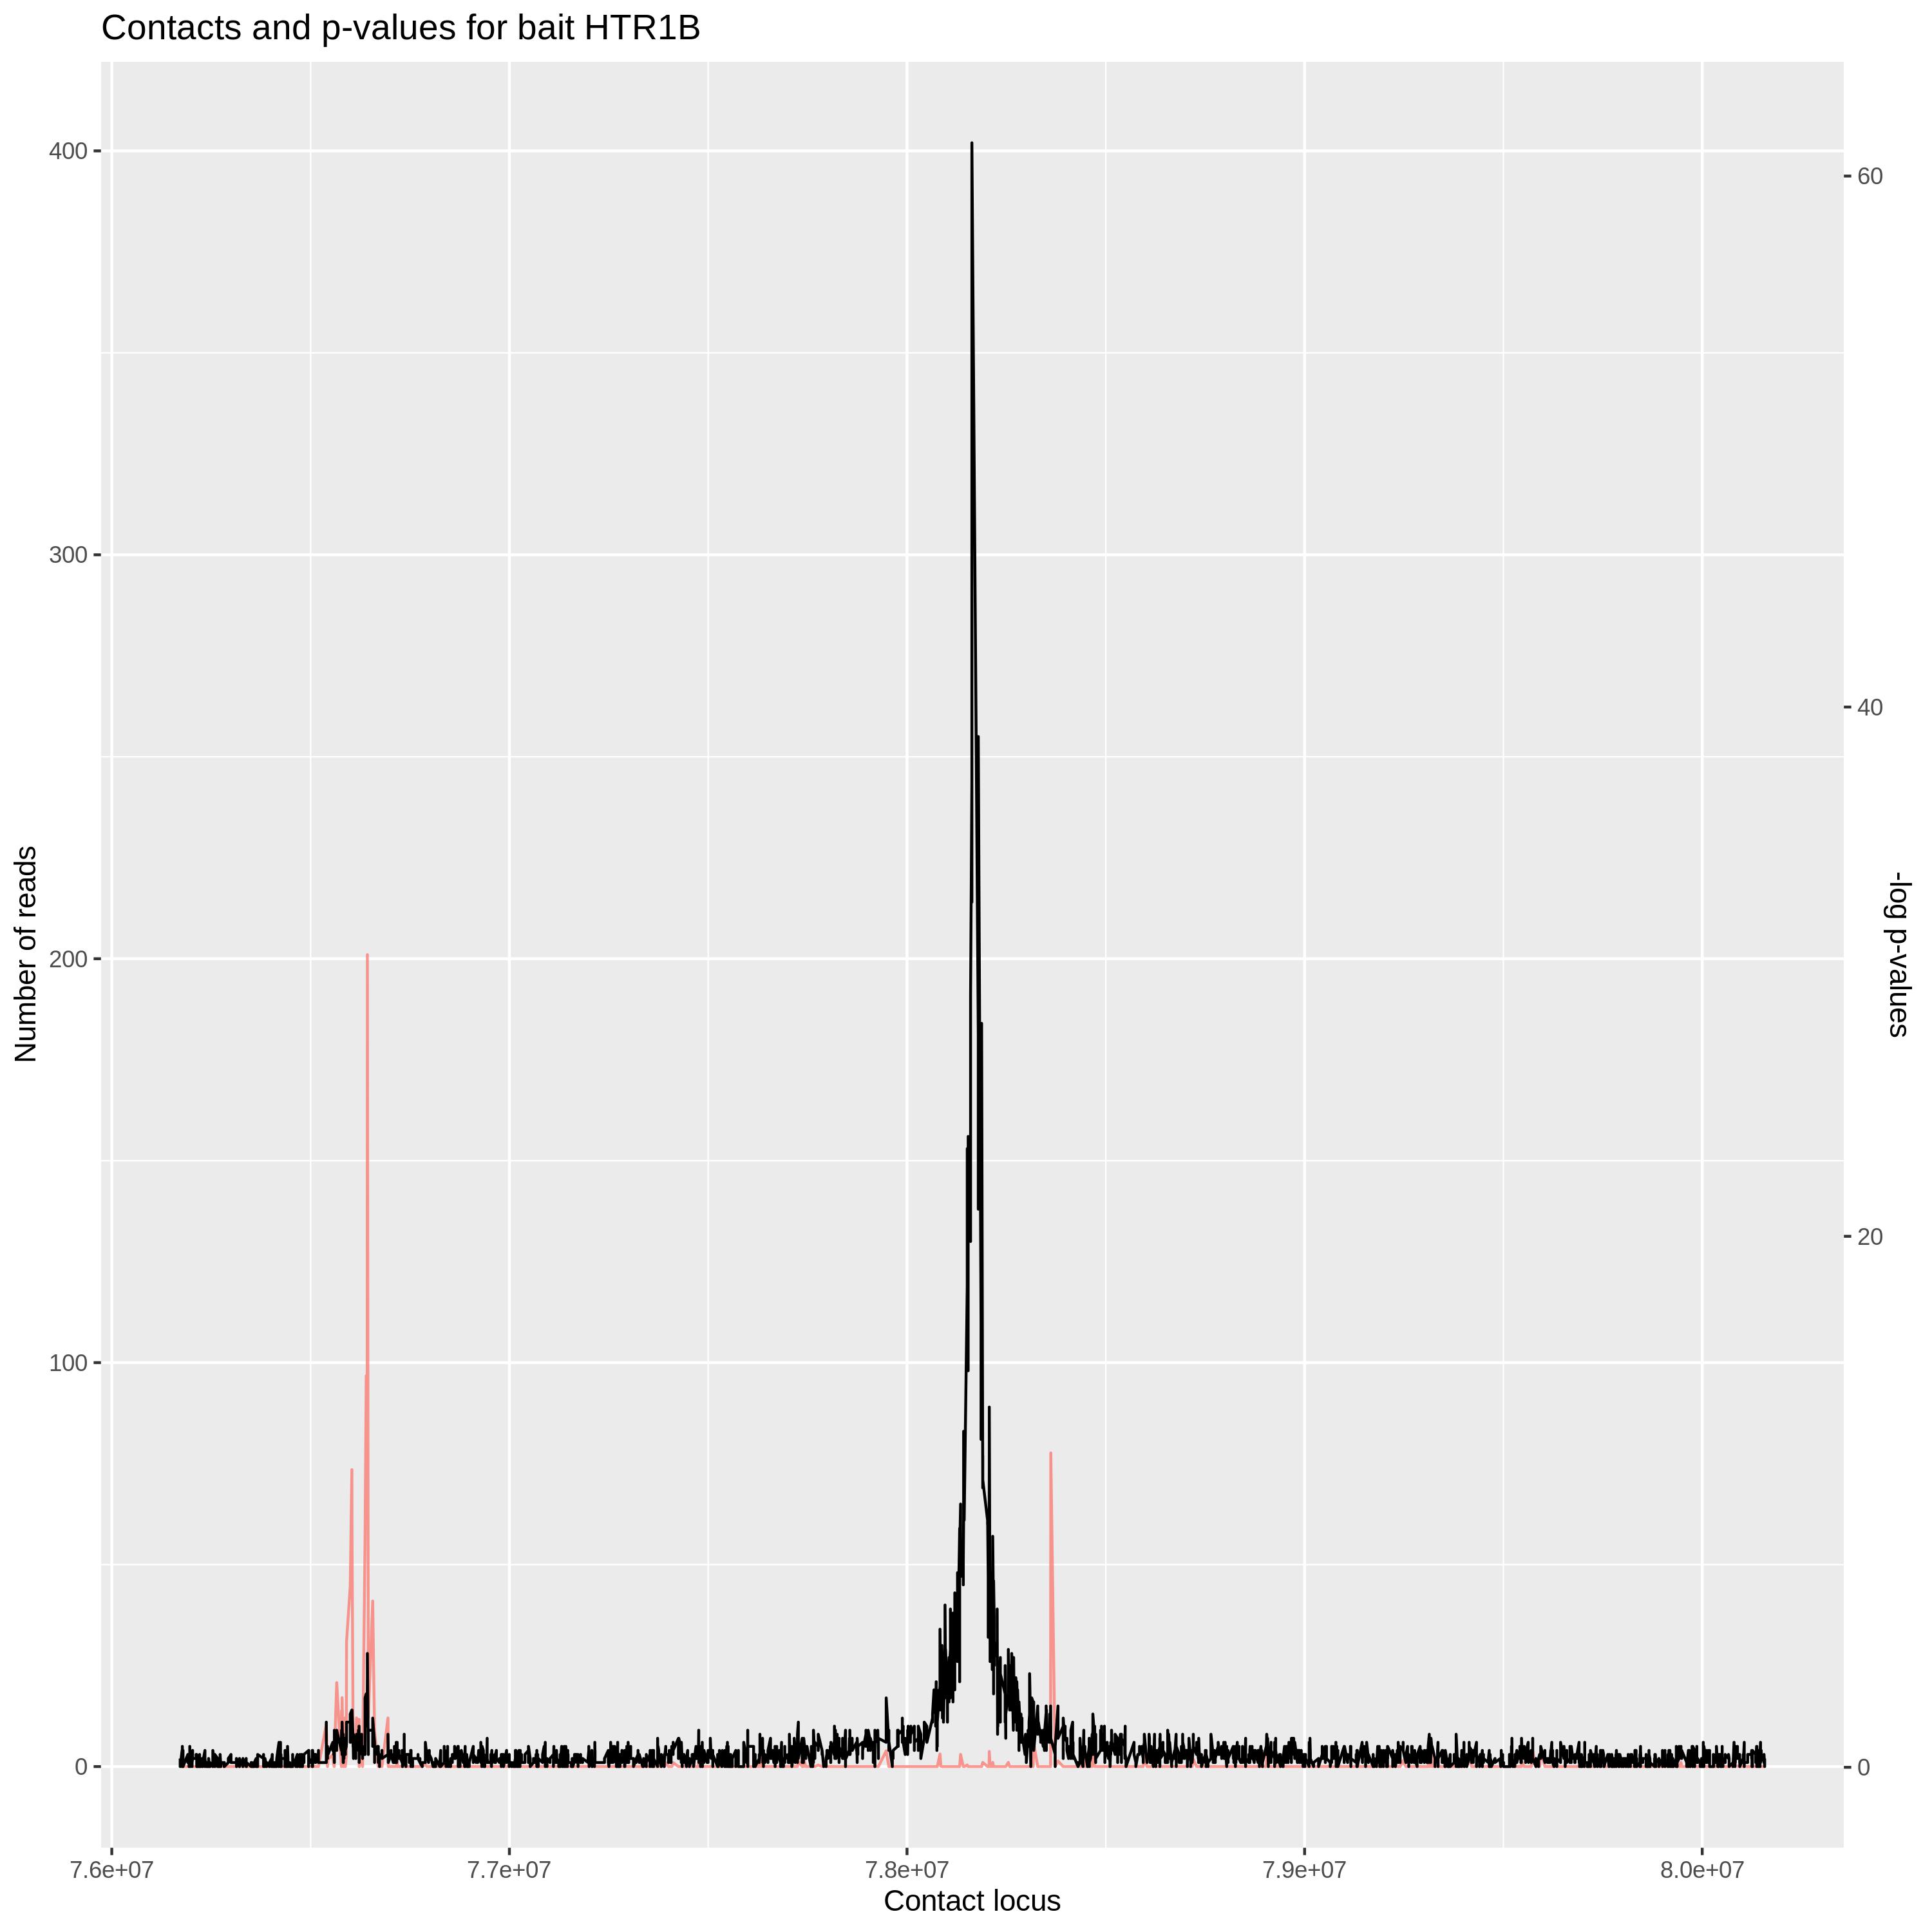 Contacts and p-values for bait HTR1B
400
300
200
100
0
Number of reads
60
40
20
0
-log p-values
7.6e+07
7.7e+07
7.8e+07
7.9e+07
8.0e+07
Contact locus